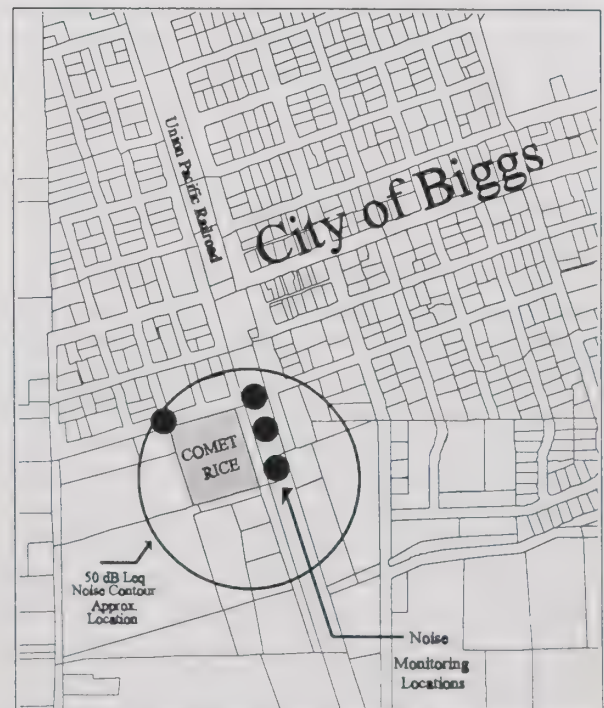 Union Pacific Railroad
City of Biggs
COMET
RICE
50 dB Leq
Noise Contour
Approx.
Location
Noise
Monitoring
Locations